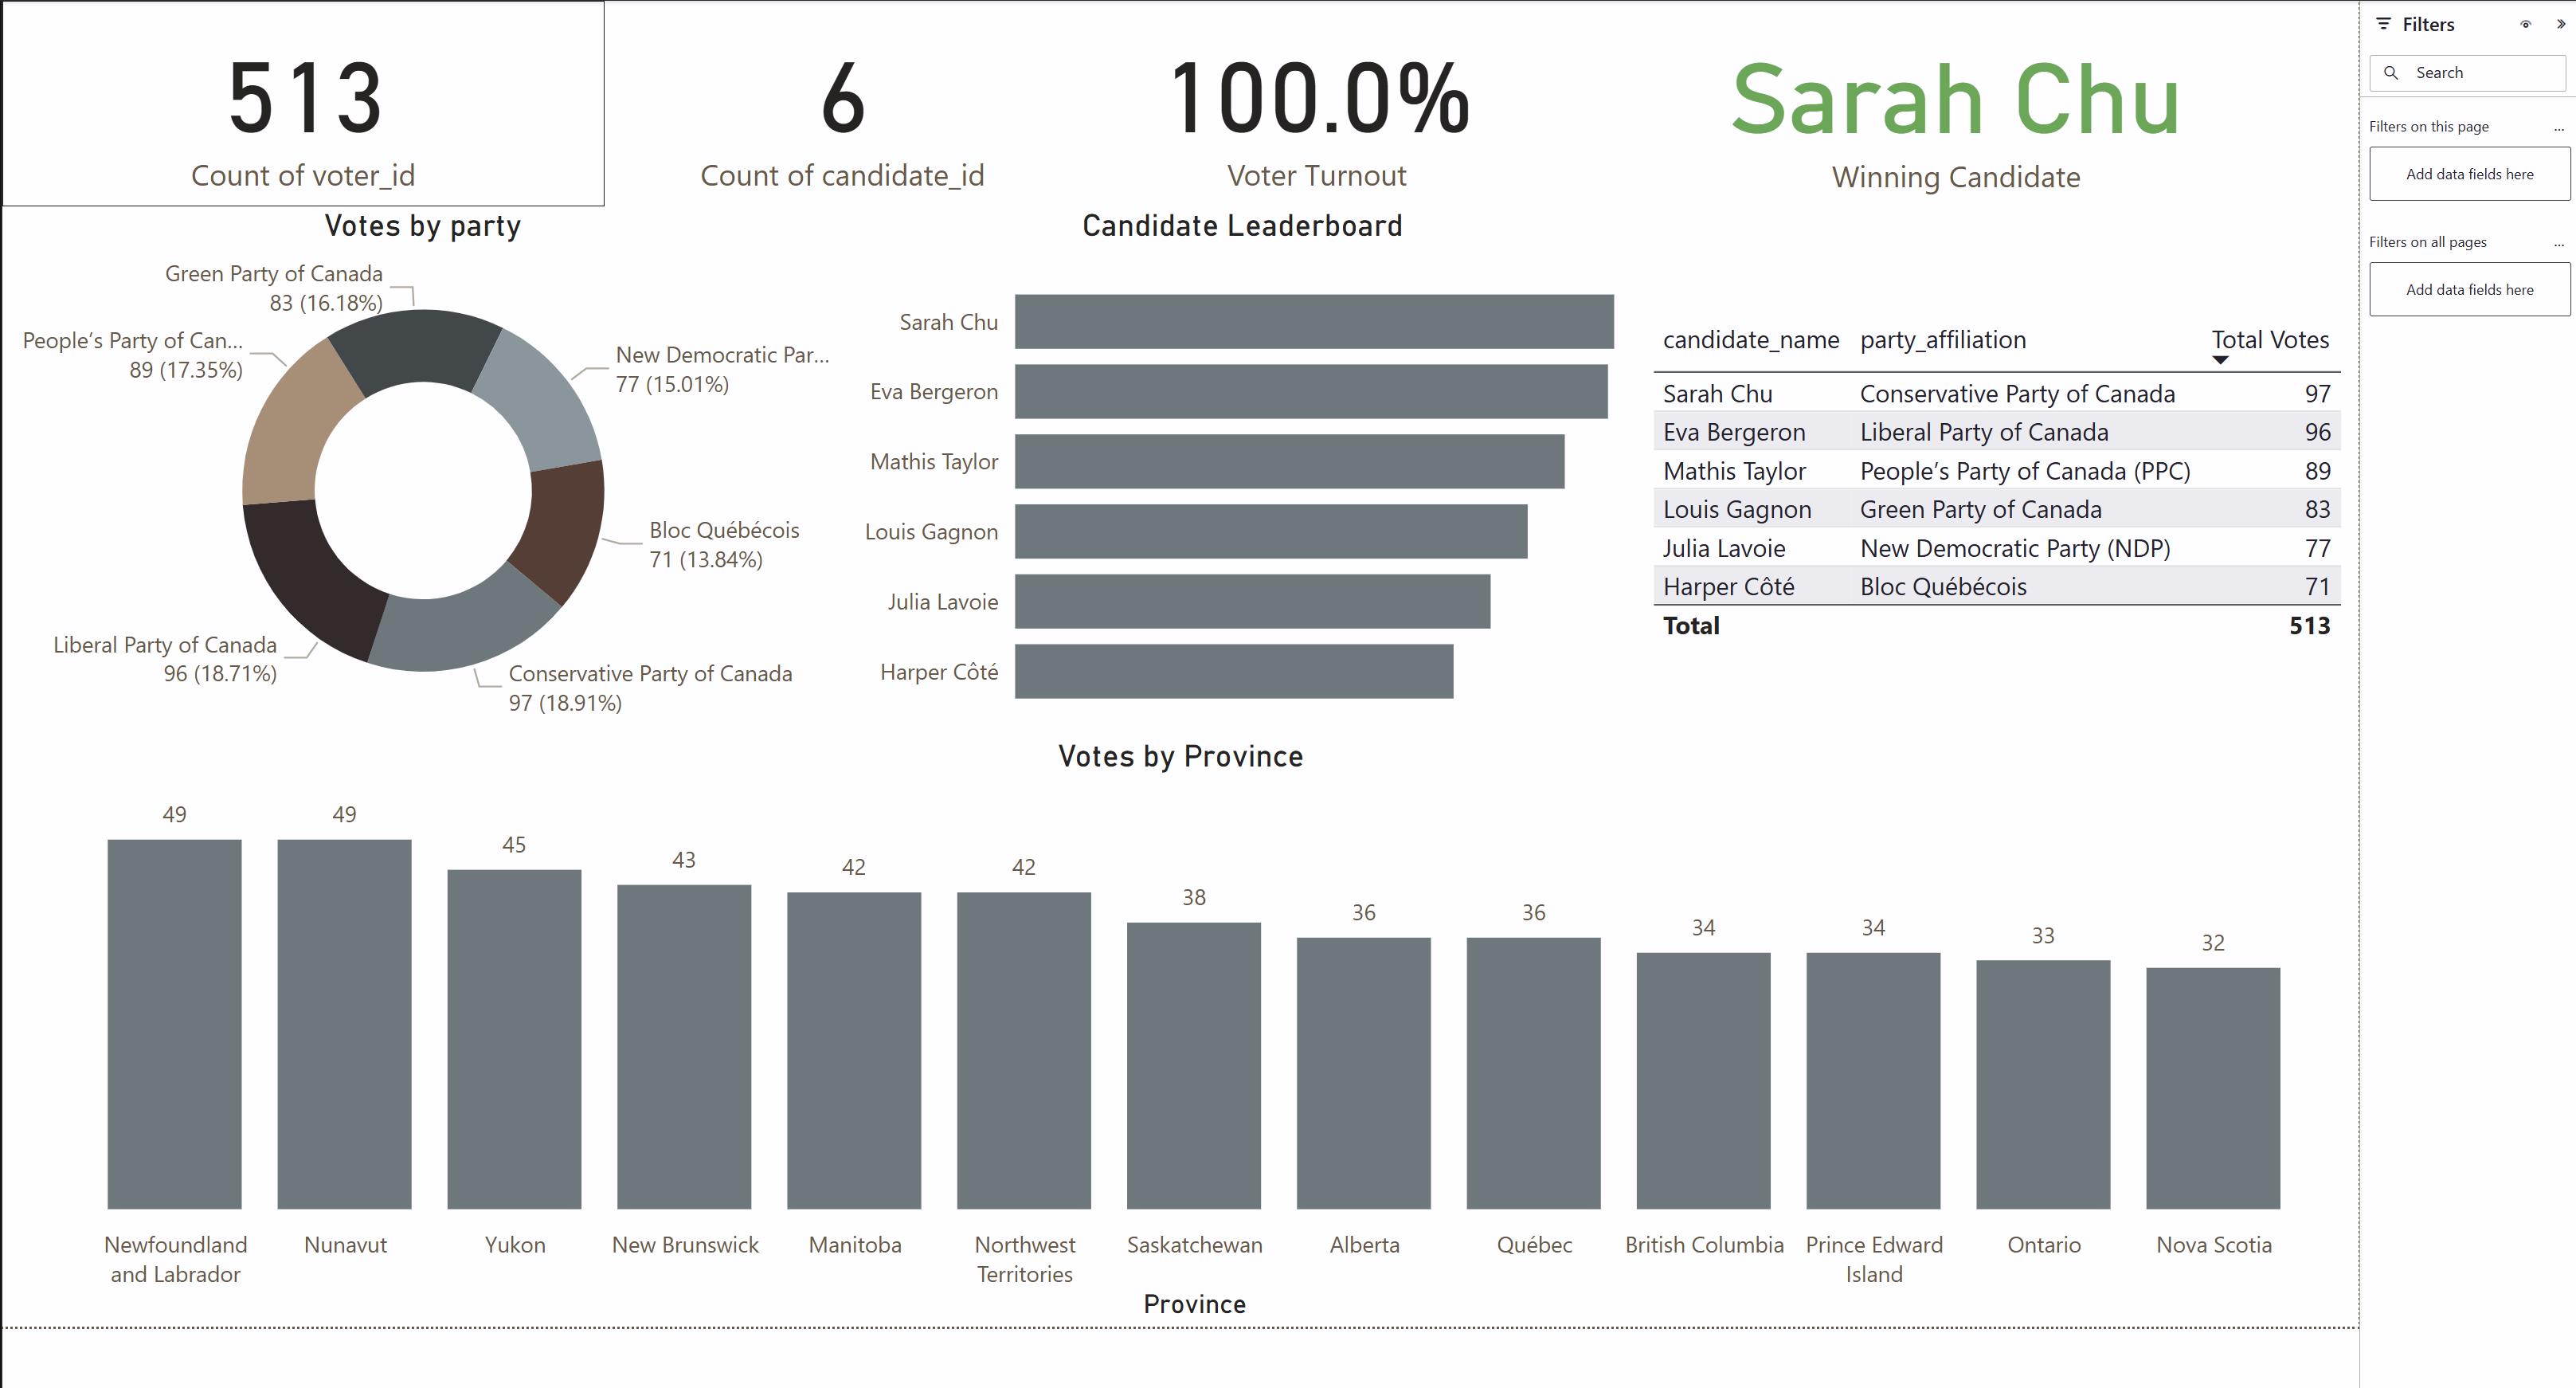 513
Count of voter_id
6
Count of candidate_id
100.0%
Voter Turnout
Sarah Chu
Winning Candidate
Votes by party
Green Party of Canada
83 (16.18%)
People’s Party of Can...
89 (17.35%)
New Democratic Par...
77 (15.01%)
Bloc Québécois
71 (13.84%)
Liberal Party of Canada
96 (18.71%)
Conservative Party of Canada
97 (18.91%)
Candidate Leaderboard
Sarah Chu
Eva Bergeron
Mathis Taylor
Louis Gagnon
Julia Lavoie
Harper Côté
candidate_name party_affiliation Total Votes
Sarah Chu Conservative Party of Canada 97
Eva Bergeron Liberal Party of Canada 96
Mathis Taylor People’s Party of Canada (PPC) 89
Louis Gagnon Green Party of Canada 83
Julia Lavoie New Democratic Party (NDP) 77
Harper Côté Bloc Québécois 71
Total 513
Votes by Province
49 49 45 43 42 42 38 36 36 34 34 33 32
Newfoundland Nunavut Yukon New Brunswick Manitoba Northwest Saskatchewan Alberta Québec British Columbia Prince Edward Ontario Nova Scotia
and Labrador Territories Island
Province
Filters
Search
Filters on this page ...
Add data fields here
Filters on all pages ...
Add data fields here